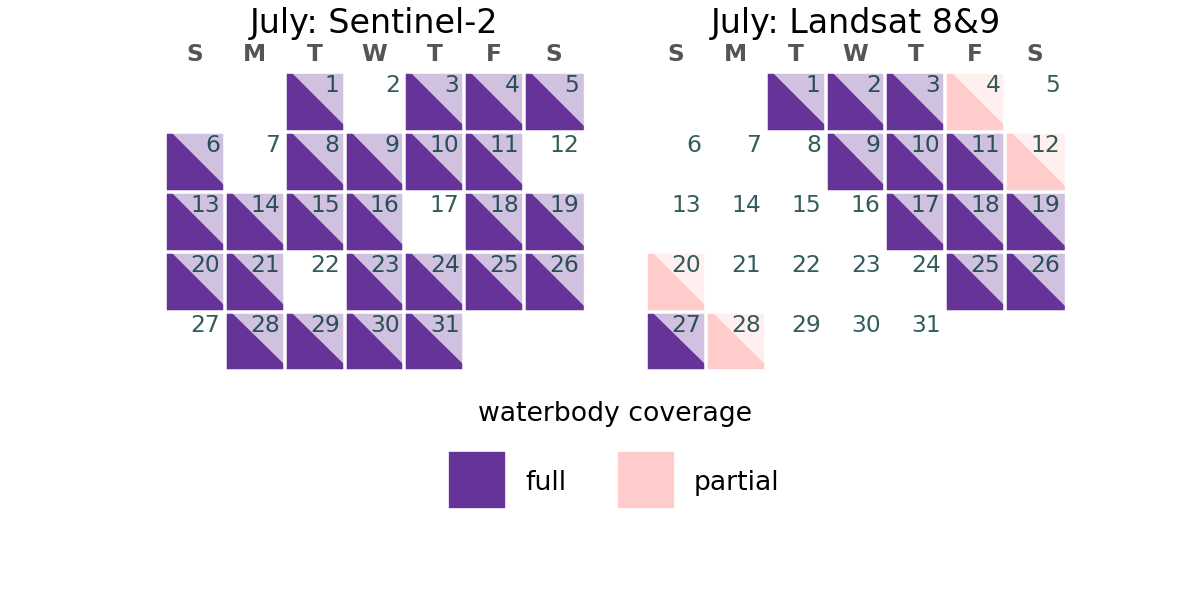 July: Sentinel-2
S M T W T F S
1 2 3 4 5
6 7 8 9 10 11 12
13 14 15 16 17 18 19
20 21 22 23 24 25 26
27 28 29 30 31
July: Landsat 8&9
S M T W T F S
1 2 3 4 5
6 7 8 9 10 11 12
13 14 15 16 17 18 19
20 21 22 23 24 25 26
27 28 29 30 31
waterbody coverage
full partial